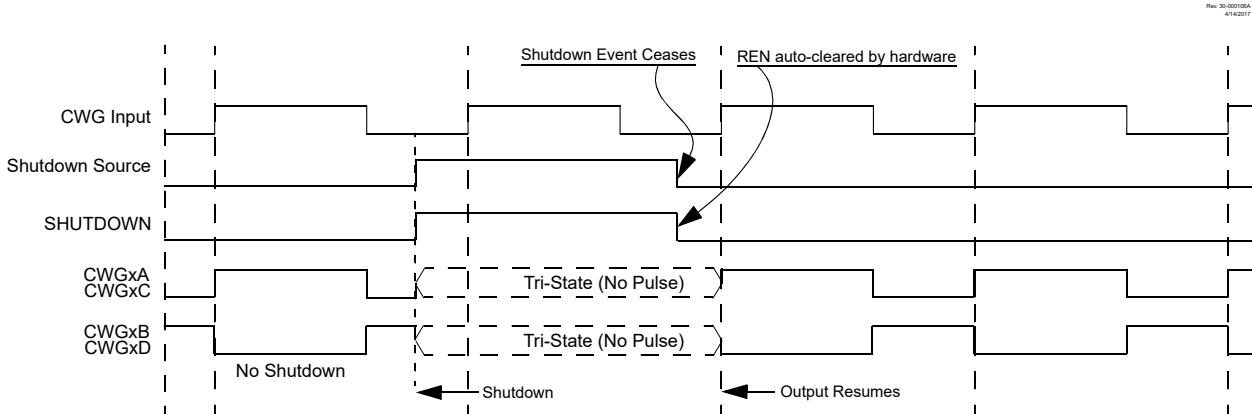 Rev. 30-000106A
4/14/2017
Shutdown Event Ceases
REN auto-cleared by hardware
CWG Input
Shutdown Source
SHUTDOWN
CWGxA
CWGxC
Tri-State (No Pulse)
CWGxB
CWGxD
Tri-State (No Pulse)
No Shutdown
Shutdown
Output Resumes